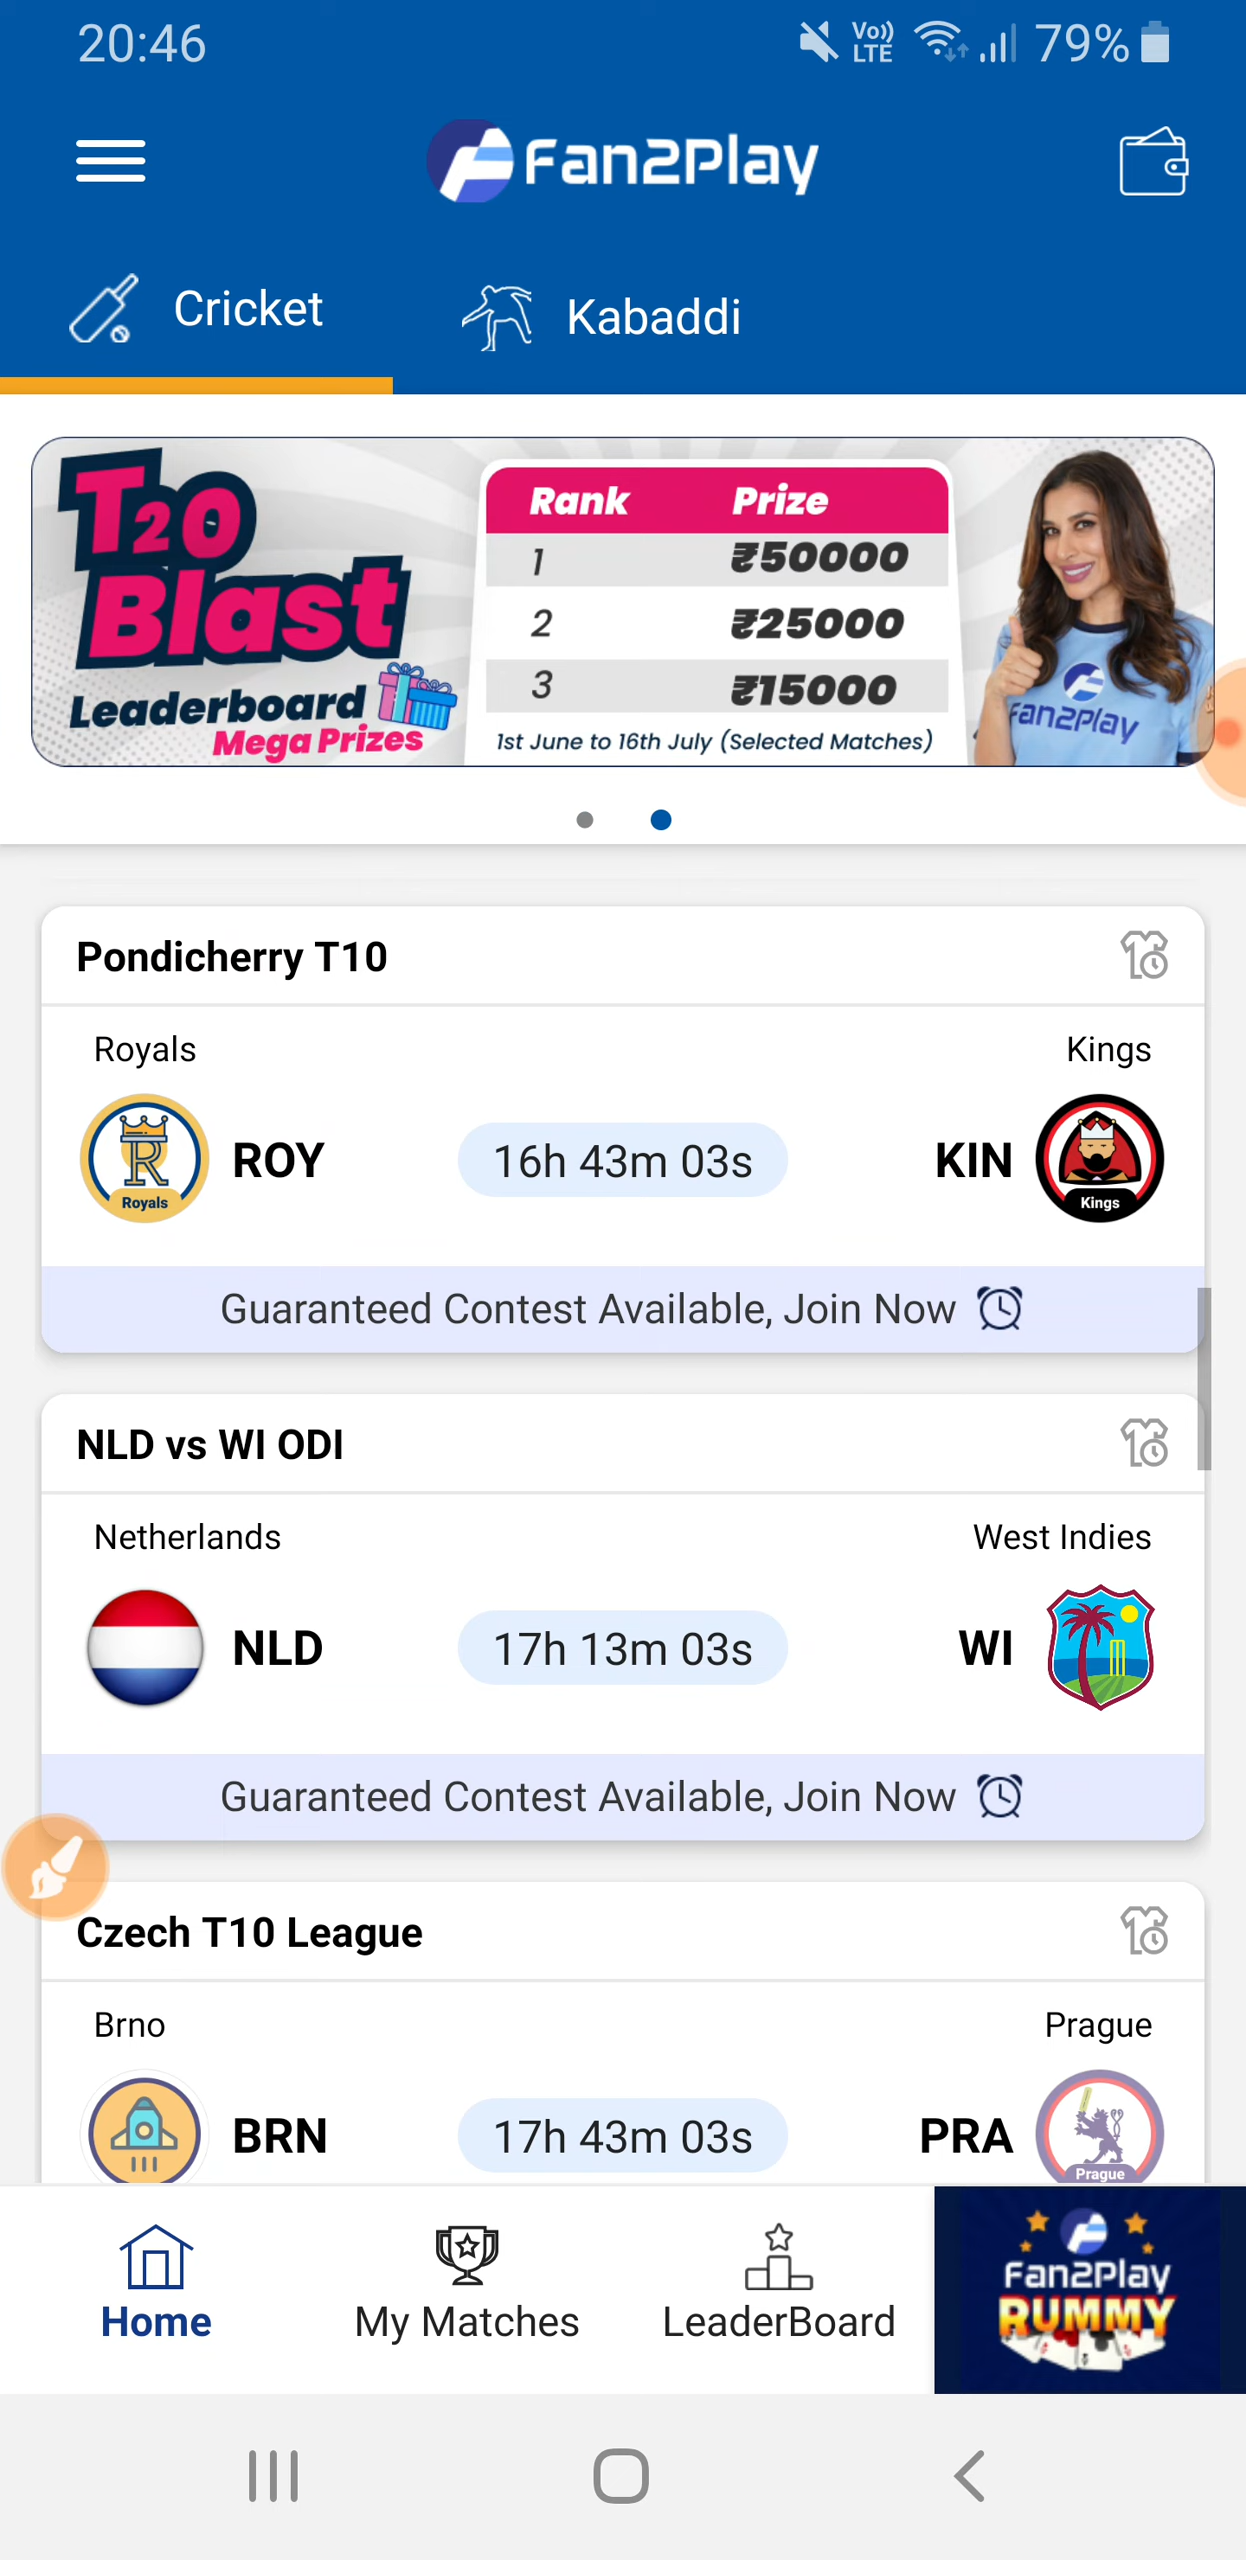 20:46
Vo)) LTE
79%
Fan2Play
Cricket
Kabaddi
T20
Blast
Leaderboard
Mega Prizes
Rank Prize
1 ₹50000
2 ₹25000
3 ₹15000
1st June to 16th July (Selected Matches)
Fan2Play
Pondicherry T10
Royals Kings
Royals
ROY
16h 43m 03s
KIN
Kings
Guaranteed Contest Available, Join Now
NLD vs WI ODI
Netherlands West Indies
NLD
17h 13m 03s
WI
Guaranteed Contest Available, Join Now
Czech T10 League
Brno Prague
BRN
17h 43m 03s
PRA
Prague
Home
My Matches
LeaderBoard
Fan2Play
RUMMY